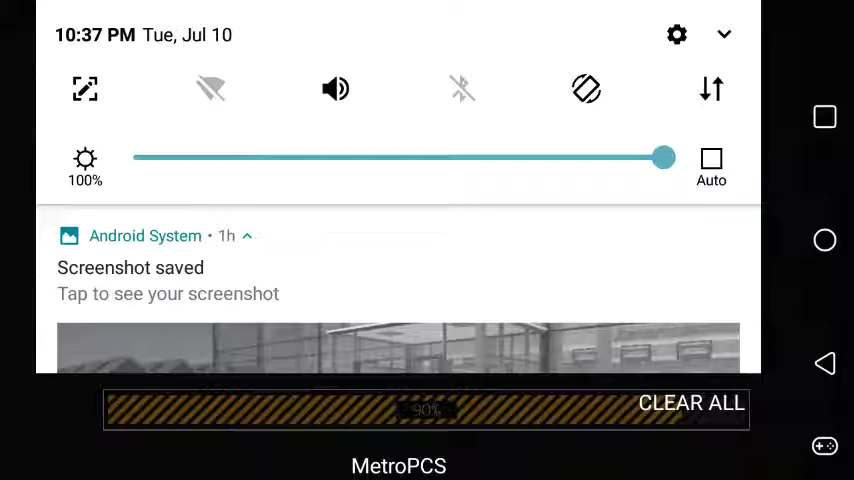 10:37 PM Tue, Jul 10
100%
Auto
Android System • 1h
Screenshot saved
Tap to see your screenshot
90%
CLEAR ALL
MetroPCS